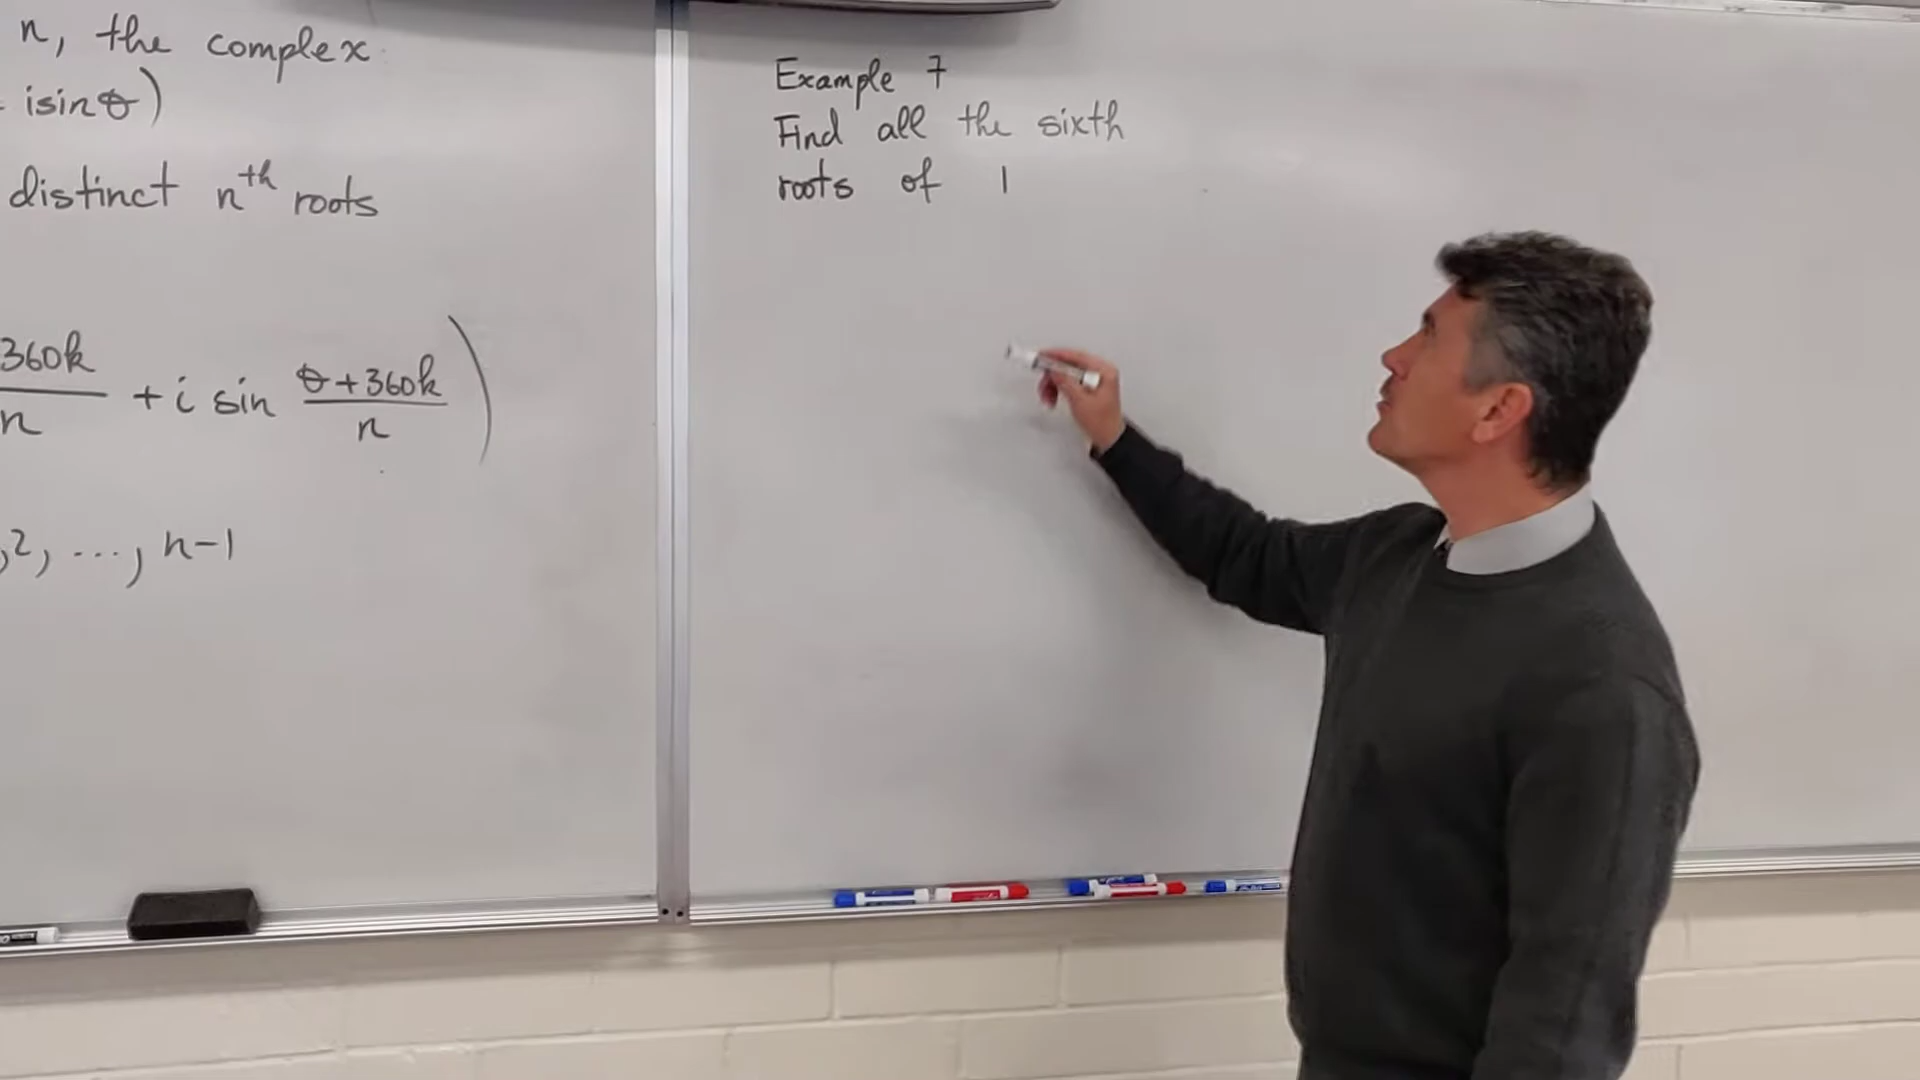 n, the complex
isinθ)
distinct nth roots
360k
n
+ i sin
θ+360k
n
)
,2, ..., n-1
Example 7
Find all the sixth
roots of 1